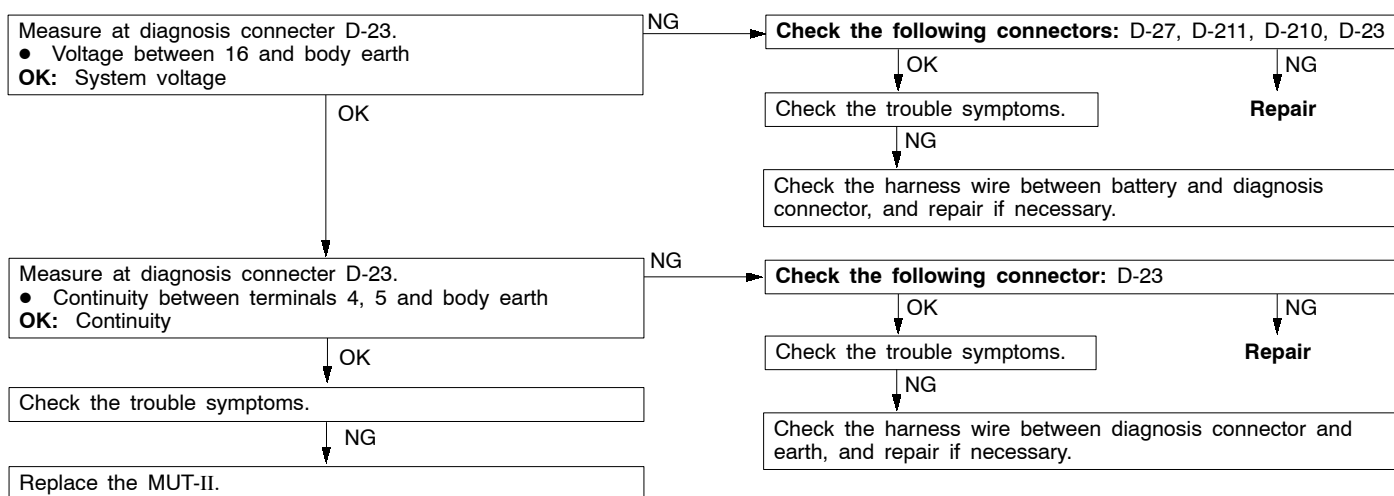 Measure at diagnosis connecter D-23.
● Voltage between 16 and body earth
OK: System voltage
NG
Check the following connectors: D-27, D-211, D-210, D-23
OK
NG
OK
Check the trouble symptoms.
Repair
NG
Check the harness wire between battery and diagnosis
connector, and repair if necessary.
Measure at diagnosis connecter D-23.
● Continuity between terminals 4, 5 and body earth
OK: Continuity
NG
Check the following connector: D-23
OK
NG
OK
Check the trouble symptoms.
Repair
NG
Check the trouble symptoms.
NG
Check the harness wire between diagnosis connector and
earth, and repair if necessary.
Replace the MUT-II.